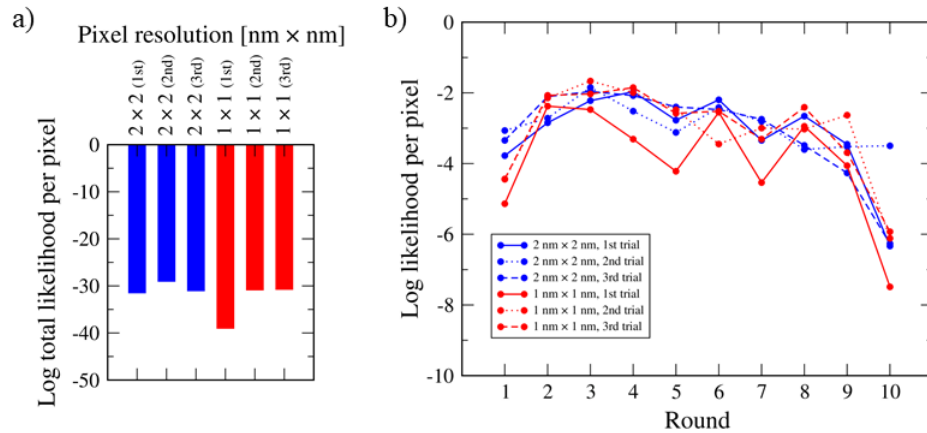 a)
Pixel resolution [nm × nm]
2 × 2 (1st)
2 × 2 (2nd)
2 × 2 (3rd)
1 × 1 (1st)
1 × 1 (2nd)
1 × 1 (3rd)
Log total likelihood per pixel
0
-10
-20
-30
-40
-50
b)
Log likelihood per pixel
0
-2
-4
-6
-8
-10
2 nm × 2 nm, 1st trial
2 nm × 2 nm, 2nd trial
2 nm × 2 nm, 3rd trial
1 nm × 1 nm, 1st trial
1 nm × 1 nm, 2nd trial
1 nm × 1 nm, 3rd trial
1 2 3 4 5 6 7 8 9 10
Round